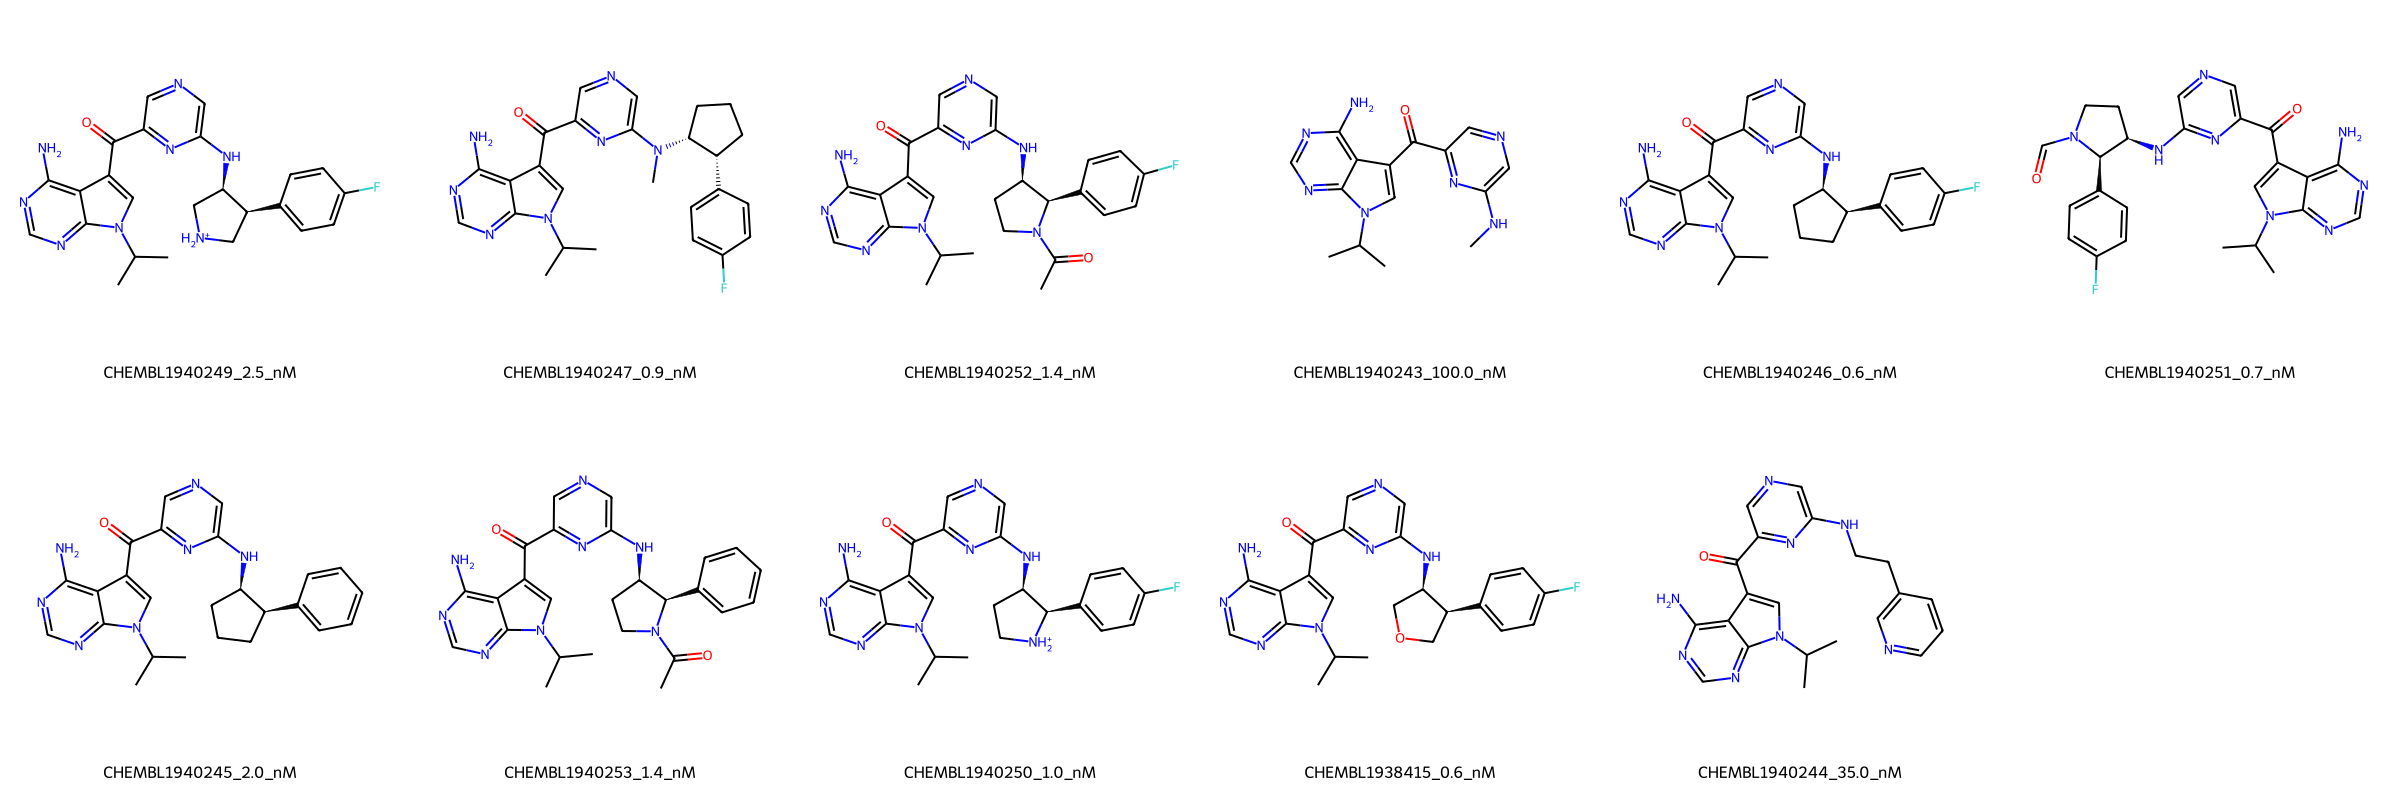 CHEMBL1940249_2.5_nM
CHEMBL1940247_0.9_nM
CHEMBL1940252_1.4_nM
CHEMBL1940243_100.0_nM
CHEMBL1940246_0.6_nM
CHEMBL1940251_0.7_nM
CHEMBL1940245_2.0_nM
CHEMBL1940253_1.4_nM
CHEMBL1940250_1.0_nM
CHEMBL1938415_0.6_nM
CHEMBL1940244_35.0_nM